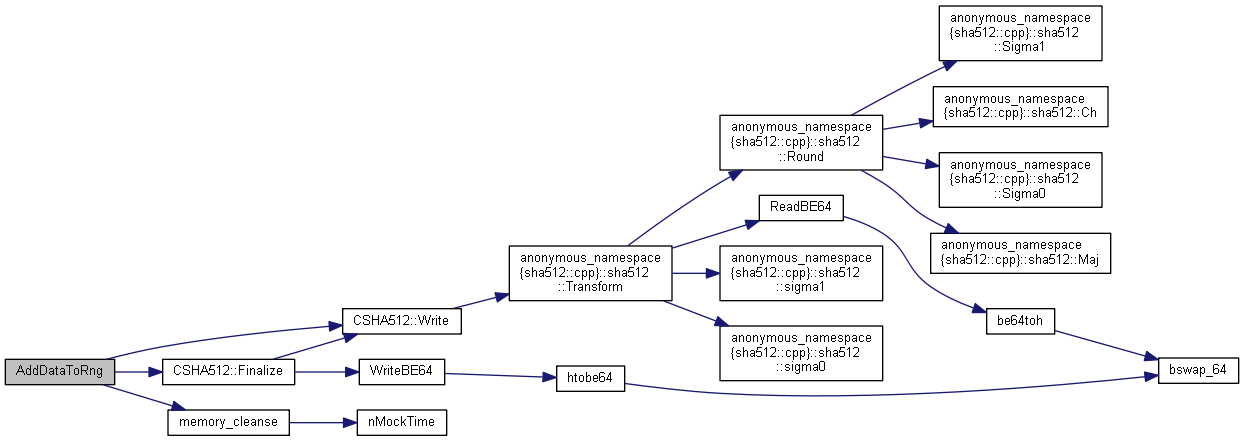 anonymous_namespace
{sha512::cpp}::sha512
::Sigma1
anonymous_namespace
{sha512::cpp}::sha512::Ch
anonymous_namespace
{sha512::cpp}::sha512
::Round
anonymous_namespace
{sha512::cpp}::sha512
::Sigma0
ReadBE64
anonymous_namespace
{sha512::cpp}::sha512::Maj
anonymous_namespace
{sha512::cpp}::sha512
::Transform
anonymous_namespace
{sha512::cpp}::sha512
::sigma1
CSHA512::Write
be64toh
anonymous_namespace
{sha512::cpp}::sha512
::sigma0
AddDataToRng
CSHA512::Finalize
WriteBE64
htobe64
bswap_64
memory_cleanse
nMockTime